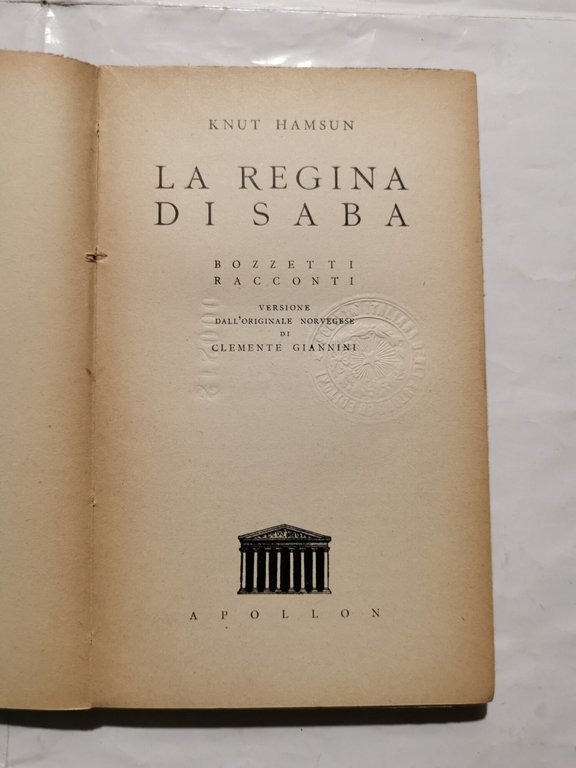 KNUT HAMSUN
LA REGINA
DI SABA
BOZZETTI
RACCONTI
VERSIONE
DALL'ORIGINALE NORVEGESE
DI
CLEMENTE GIANNINI
APOLLON